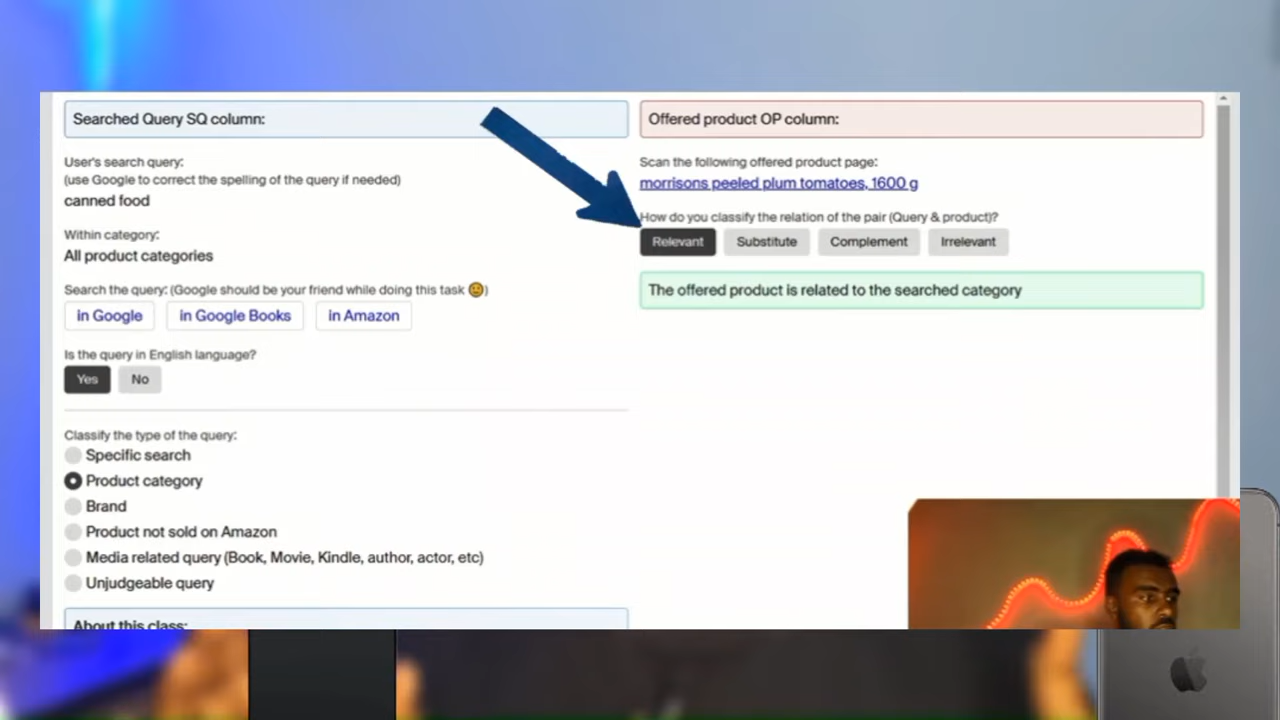 Searched Query SQ column:
User's search query:
(use Google to correct the spelling of the query if needed)
canned food
Within category:
All product categories
Search the query: (Google should be your friend while doing this task 🙂)
in Google
in Google Books
in Amazon
Is the query in English language?
Yes
No
Classify the type of the query:
Specific search
Product category
Brand
Product not sold on Amazon
Media related query (Book, Movie, Kindle, author, actor, etc)
Unjudgeable query
About this class:
Offered product OP column:
Scan the following offered product page:
morrisons peeled plum tomatoes, 1600 g
How do you classify the relation of the pair (Query & product)?
Relevant
Substitute
Complement
Irrelevant
The offered product is related to the searched category